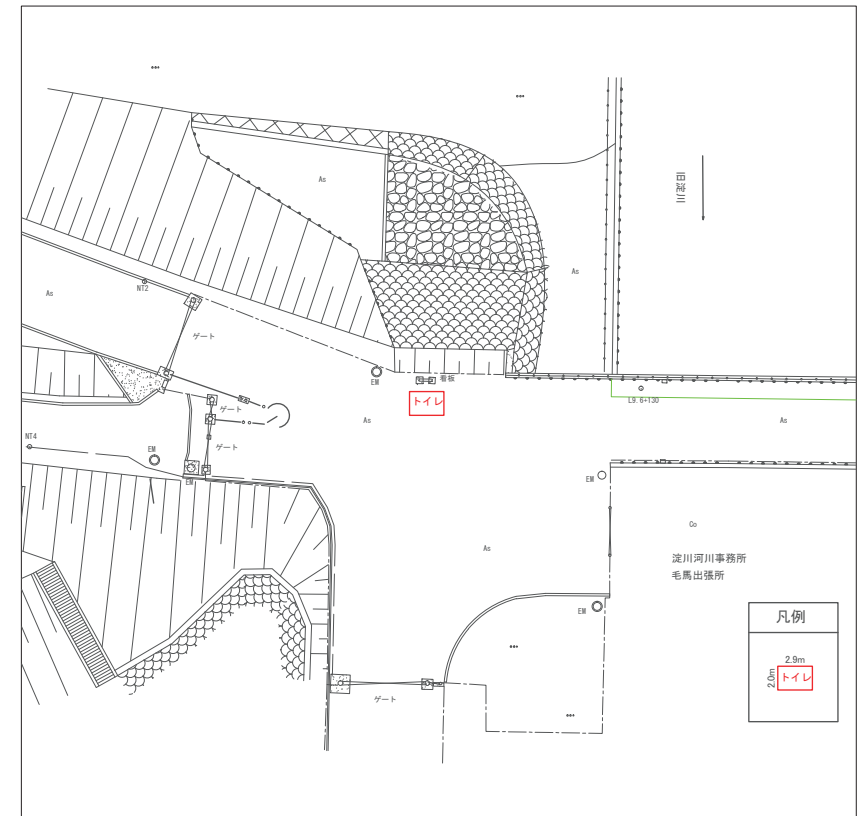 As
旧淀川
As
As
NT2
ゲート
EM
看板
トイレ
L9.6+130
ゲート
As
As
NT4
ゲート
EM
EM
EM
Co
As
淀川河川事務所
毛馬出張所
EM
凡例
2.9m
2.0m
トイレ
ゲート